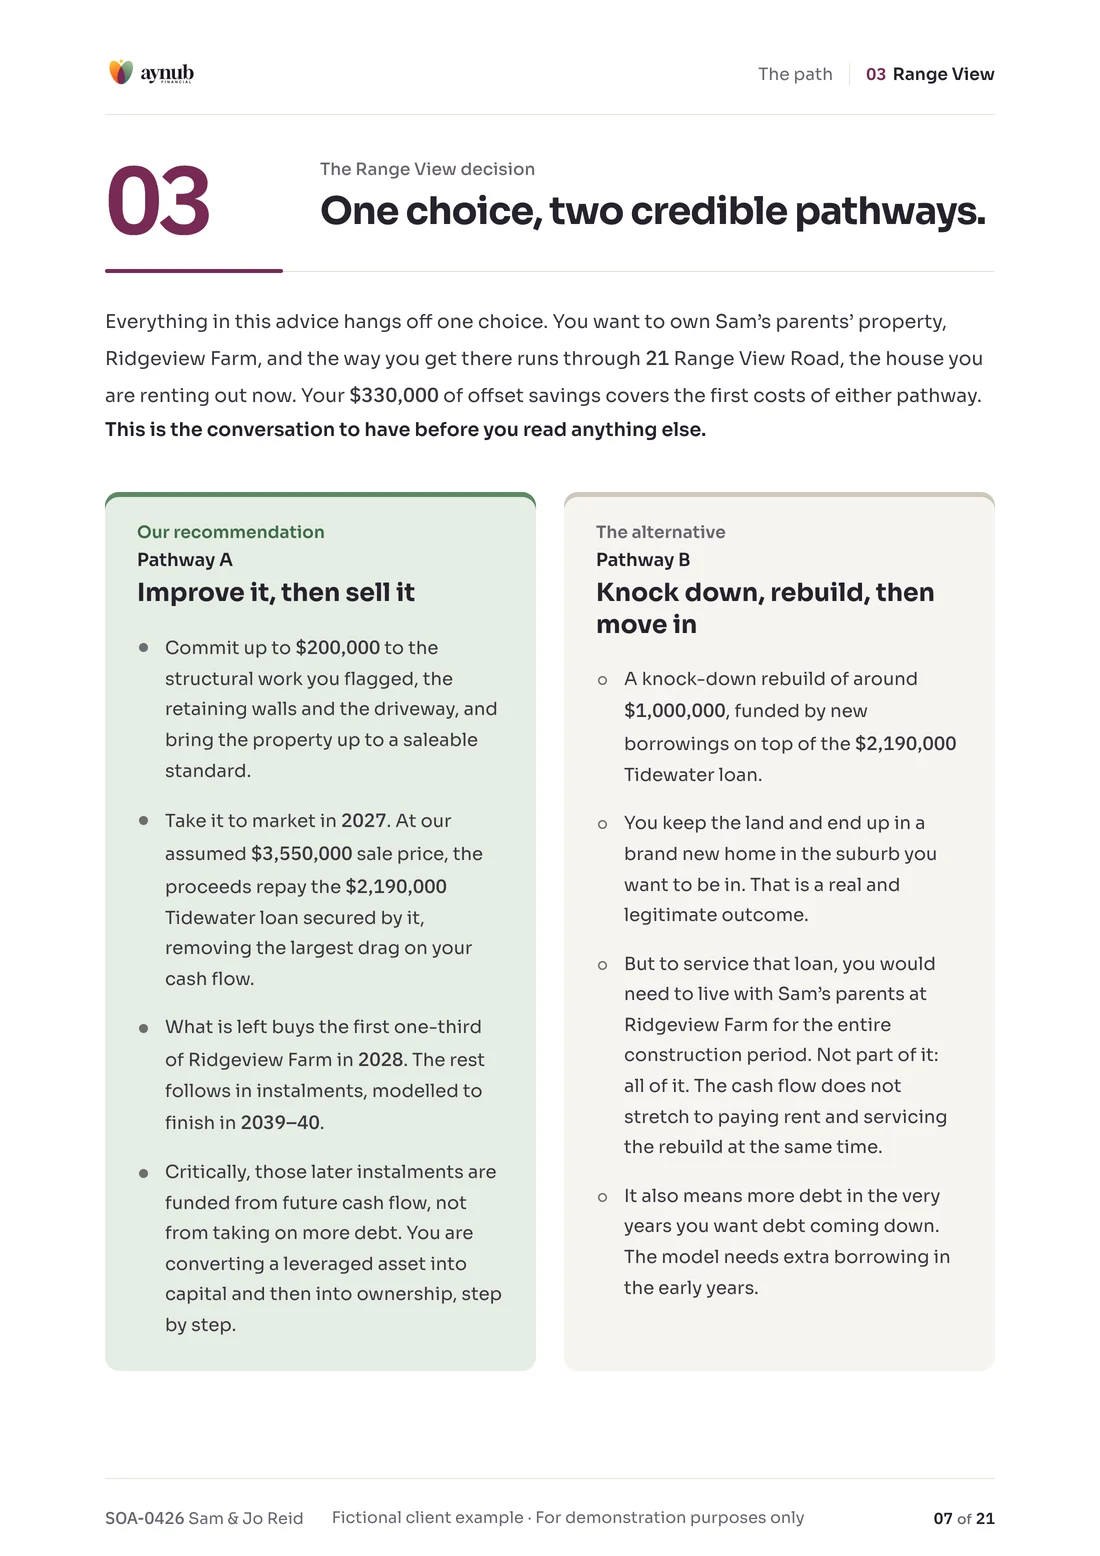 aynub
FINANCIAL
The path
03 Range View
03
The Range View decision
One choice, two credible pathways.
Everything in this advice hangs off one choice. You want to own Sam’s parents’ property,
Ridgeview Farm, and the way you get there runs through 21 Range View Road, the house you
are renting out now. Your $330,000 of offset savings covers the first costs of either pathway.
This is the conversation to have before you read anything else.
Our recommendation
Pathway A
Improve it, then sell it
Commit up to $200,000 to the
structural work you flagged, the
retaining walls and the driveway, and
bring the property up to a saleable
standard.
Take it to market in 2027. At our
assumed $3,550,000 sale price, the
proceeds repay the $2,190,000
Tidewater loan secured by it,
removing the largest drag on your
cash flow.
What is left buys the first one-third
of Ridgeview Farm in 2028. The rest
follows in instalments, modelled to
finish in 2039–40.
Critically, those later instalments are
funded from future cash flow, not
from taking on more debt. You are
converting a leveraged asset into
capital and then into ownership, step
by step.
The alternative
Pathway B
Knock down, rebuild, then
move in
A knock-down rebuild of around
$1,000,000, funded by new
borrowings on top of the $2,190,000
Tidewater loan.
You keep the land and end up in a
brand new home in the suburb you
want to be in. That is a real and
legitimate outcome.
But to service that loan, you would
need to live with Sam’s parents at
Ridgeview Farm for the entire
construction period. Not part of it:
all of it. The cash flow does not
stretch to paying rent and servicing
the rebuild at the same time.
It also means more debt in the very
years you want debt coming down.
The model needs extra borrowing in
the early years.
SOA-0426 Sam & Jo Reid
Fictional client example · For demonstration purposes only
07 of 21